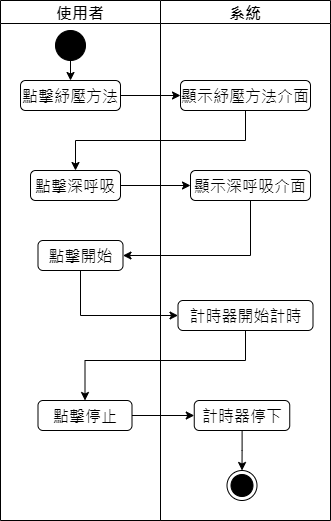 使用者
系統
點擊紓壓方法
顯示紓壓方法介面
點擊深呼吸
顯示深呼吸介面
點擊開始
計時器開始計時
點擊停止
計時器停下